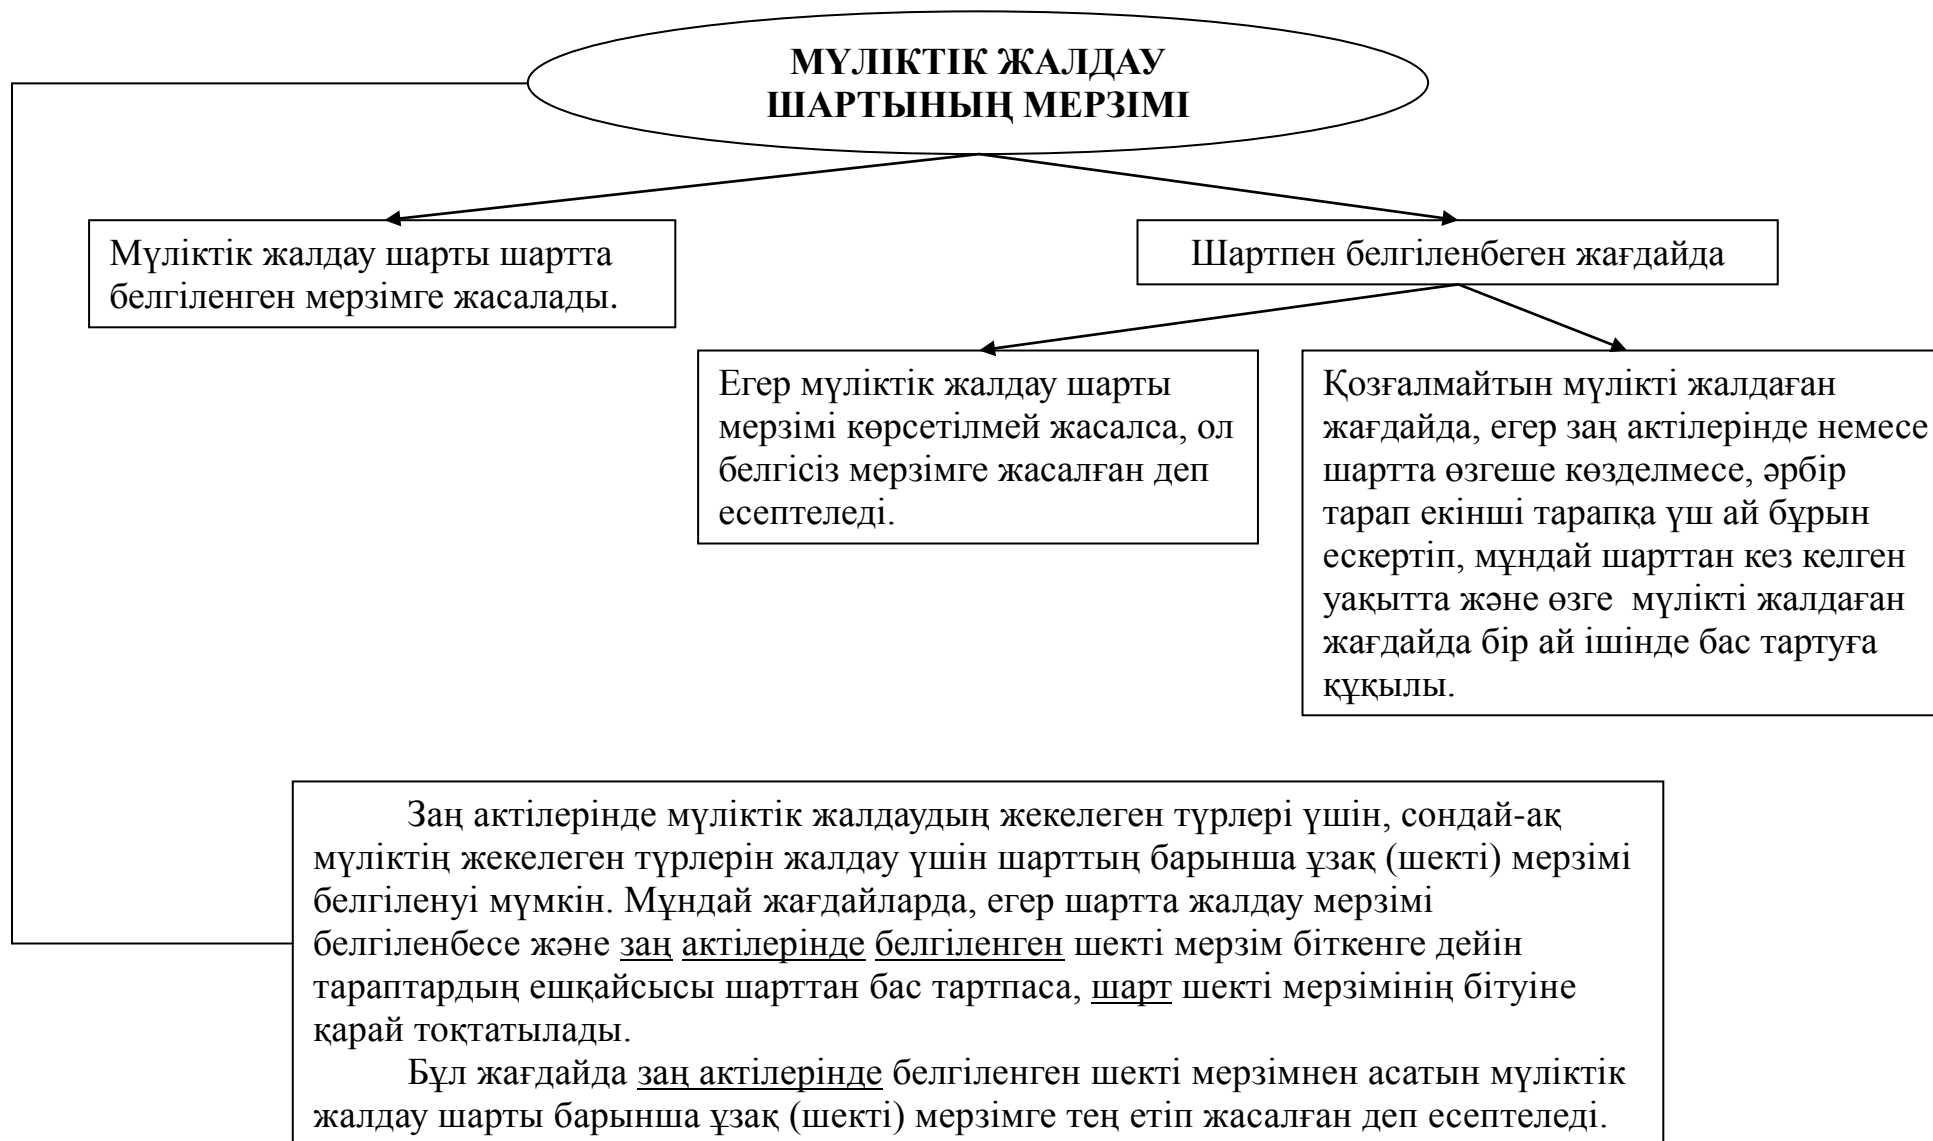 МҮЛІКТІК ЖАЛДАУ
ШАРТЫНЫҢ МЕРЗІМІ
Мүліктік жалдау шарты шартта
белгіленген мерзімге жасалады.
Шартпен белгіленбеген жағдайда
Егер мүліктік жалдау шарты
мерзімі көрсетілмей жасалса, ол
белгісіз мерзімге жасалған деп
есептеледі.
Қозғалмайтын мүлікті жалдаған
жағдайда, егер заң актілерінде немесе
шартта өзгеше көзделмесе, әрбір
тарап екінші тарапқа үш ай бұрын
ескертіп, мұндай шарттан кез келген
уақытта және өзге  мүлікті жалдаған
жағдайда бір ай ішінде бас тартуға
құқылы.
Заң актілерінде мүліктік жалдаудың жекелеген түрлері үшін, сондай-ақ
мүліктің жекелеген түрлерін жалдау үшін шарттың барынша ұзақ (шекті) мерзімі
белгіленуі мүмкін. Мұндай жағдайларда, егер шартта жалдау мерзімі
белгіленбесе және заң актілерінде белгіленген шекті мерзім біткенге дейін
тараптардың ешқайсысы шарттан бас тартпаса, шарт шекті мерзімінің бітуіне
қарай тоқтатылады.
Бұл жағдайда заң актілерінде белгіленген шекті мерзімнен асатын мүліктік
жалдау шарты барынша ұзақ (шекті) мерзімге тең етіп жасалған деп есептеледі.